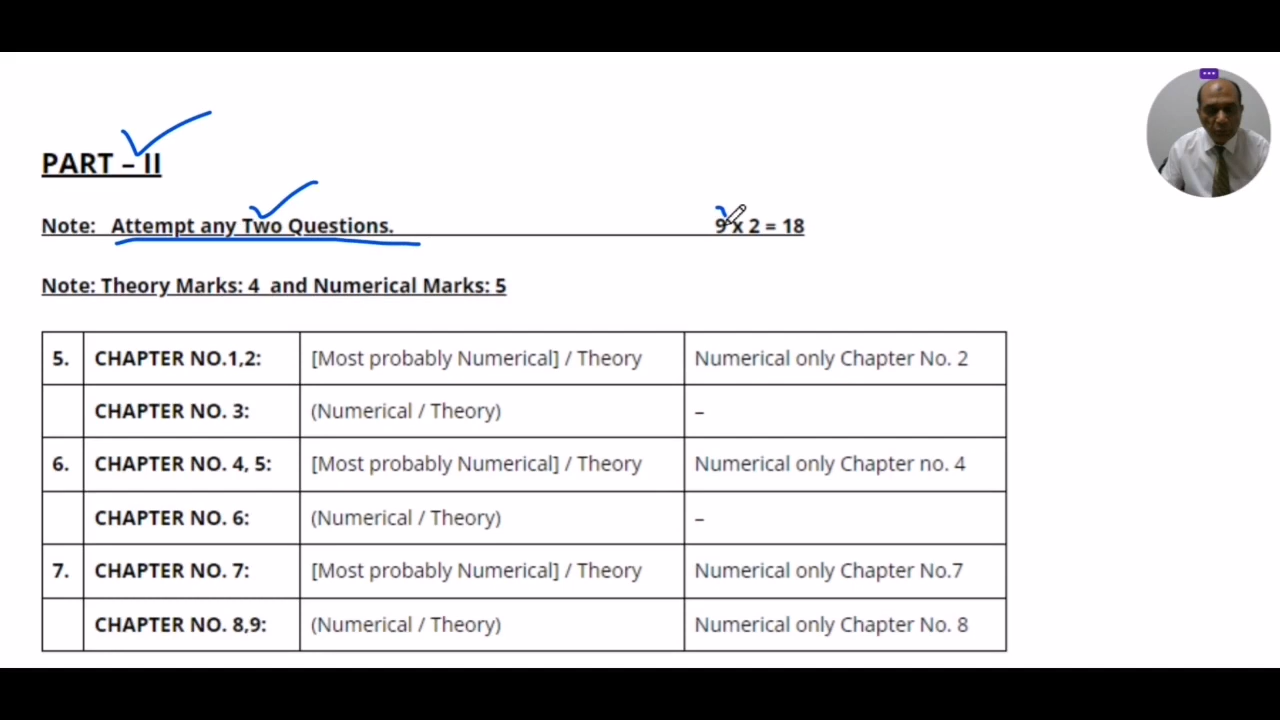 PART – II
Note: Attempt any Two Questions. 9 x 2 = 18
Note: Theory Marks: 4 and Numerical Marks: 5
5. CHAPTER NO.1,2: [Most probably Numerical] / Theory Numerical only Chapter No. 2
CHAPTER NO. 3: (Numerical / Theory) –
6. CHAPTER NO. 4, 5: [Most probably Numerical] / Theory Numerical only Chapter no. 4
CHAPTER NO. 6: (Numerical / Theory) –
7. CHAPTER NO. 7: [Most probably Numerical] / Theory Numerical only Chapter No.7
CHAPTER NO. 8,9: (Numerical / Theory) Numerical only Chapter No. 8